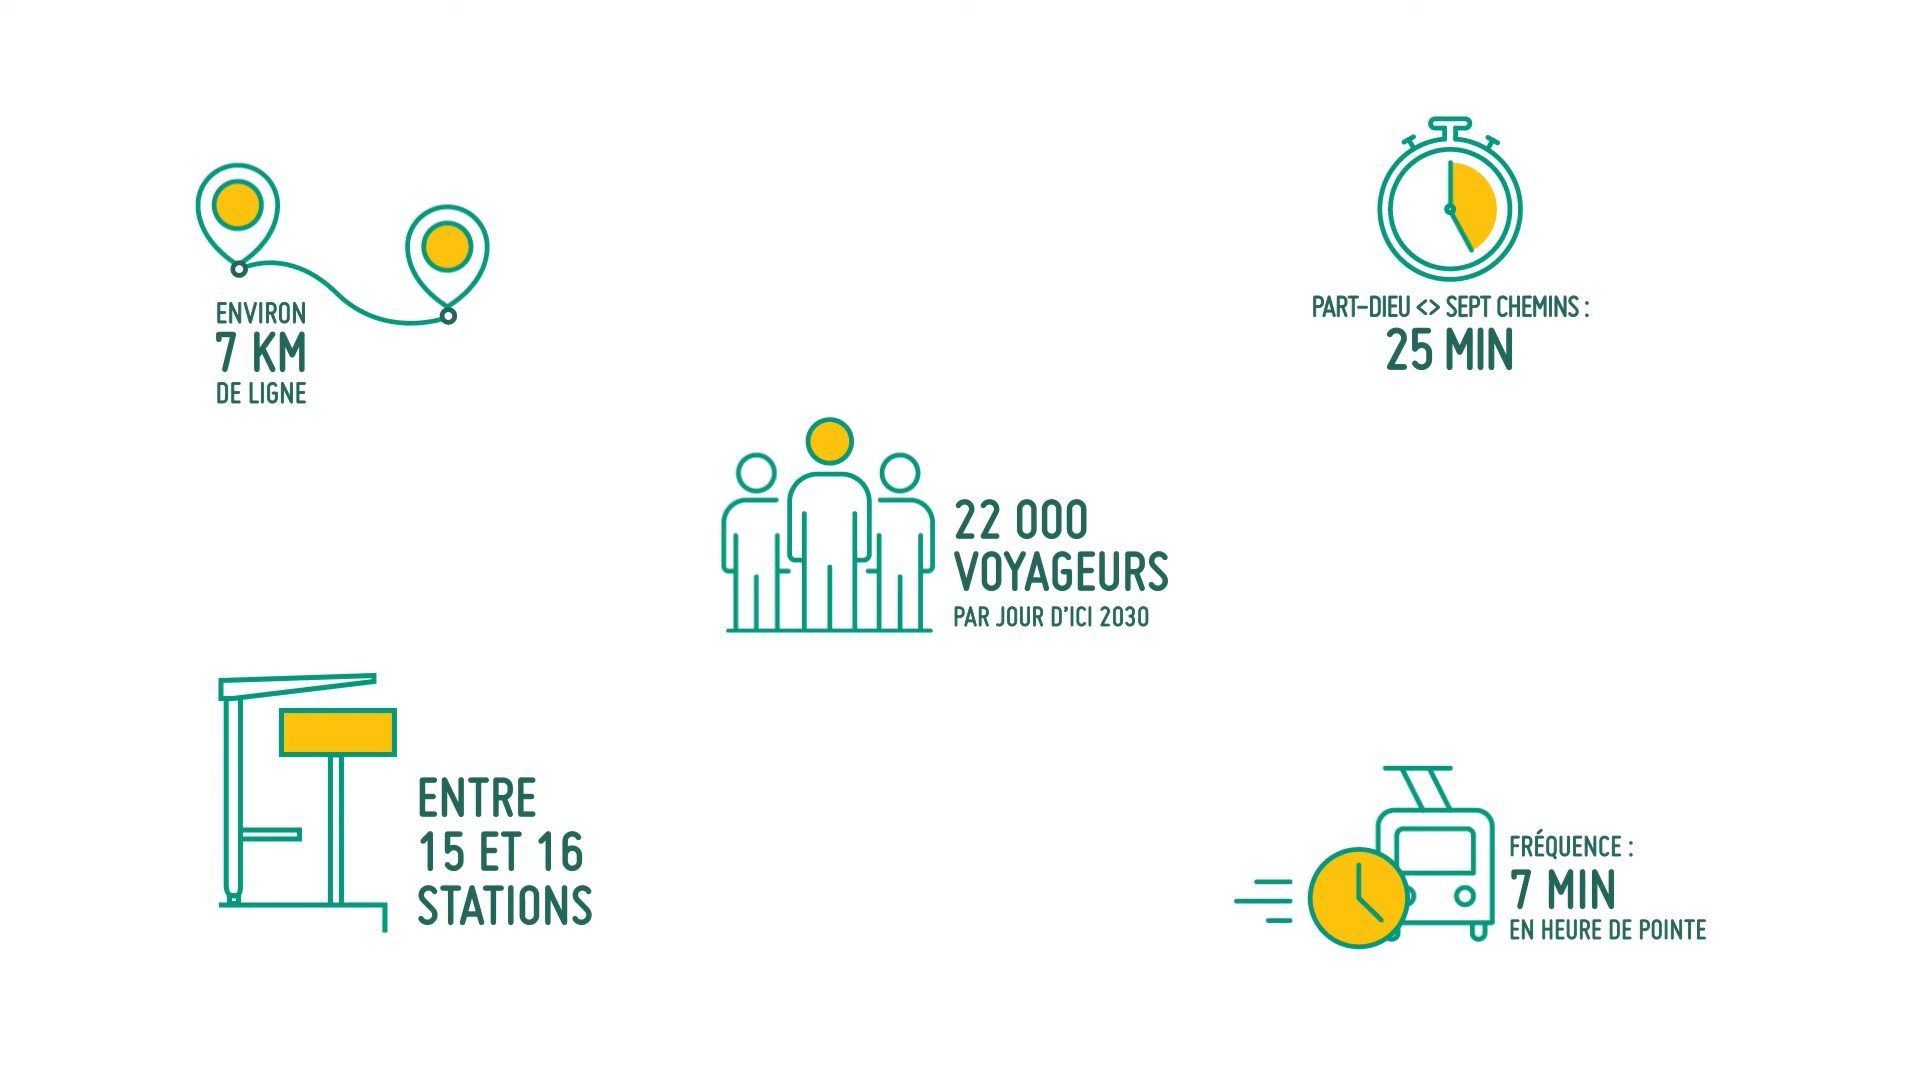 ENVIRON
7 KM
DE LIGNE
PART-DIEU <> SEPT CHEMINS :
25 MIN
22 000
VOYAGEURS
PAR JOUR D'ICI 2030
ENTRE
15 ET 16
STATIONS
FRÉQUENCE :
7 MIN
EN HEURE DE POINTE